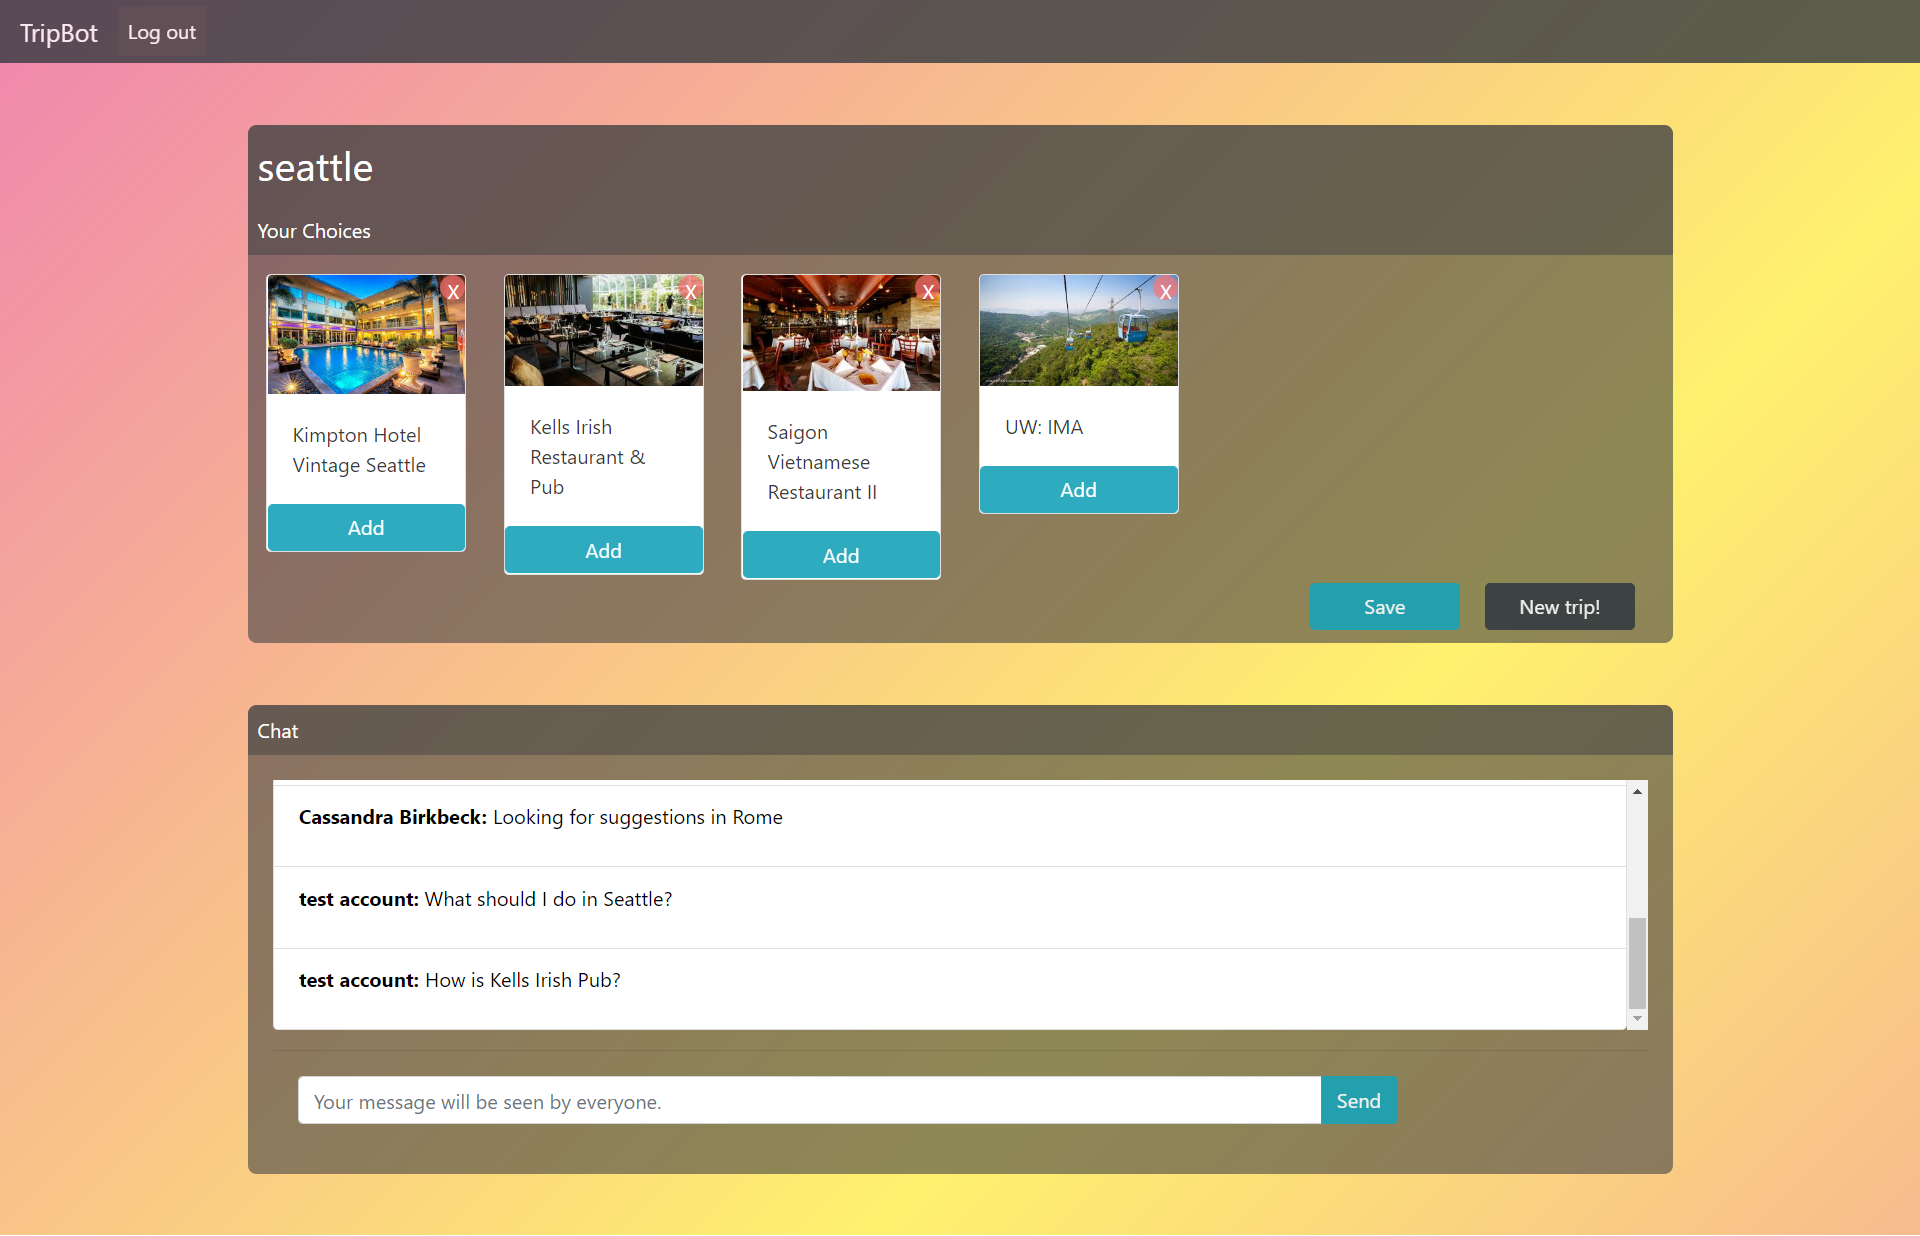 TripBot Log out
seattle
Your Choices
X
X
X
X
Kimpton Hotel
Vintage Seattle
Add
Kells Irish
Restaurant &
Pub
Add
Saigon
Vietnamese
Restaurant II
Add
UW: IMA
Add
Save
New trip!
Chat
Cassandra Birkbeck: Looking for suggestions in Rome
test account: What should I do in Seattle?
test account: How is Kells Irish Pub?
Your message will be seen by everyone.
Send